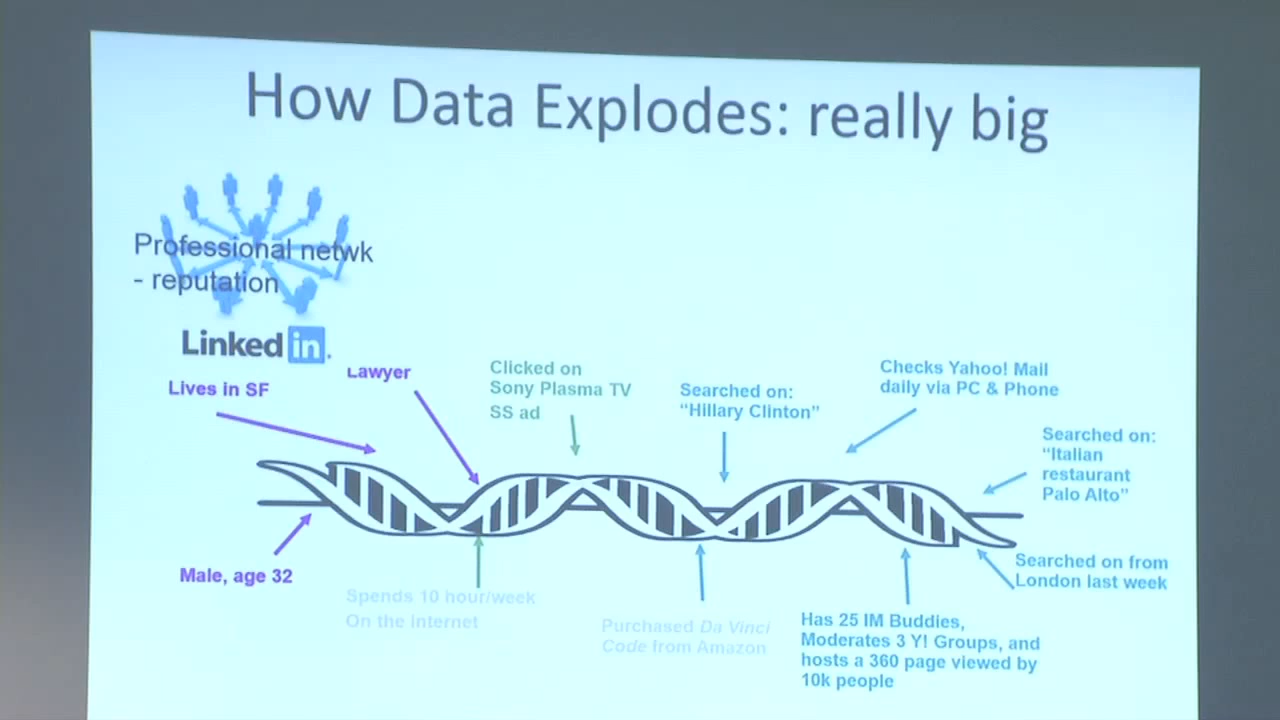 How Data Explodes: really big
Professional netwk
- reputation
Linked in.
Lives in SF
Lawyer
Clicked on
Sony Plasma TV
SS ad
Searched on:
“Hillary Clinton”
Checks Yahoo! Mail
daily via PC & Phone
Searched on:
“Italian
restaurant
Palo Alto”
Male, age 32
Spends 10 hour/week
On the Internet
Purchased Da Vinci
Code from Amazon
Has 25 IM Buddies,
Moderates 3 Y! Groups, and
hosts a 360 page viewed by
10k people
Searched on from
London last week